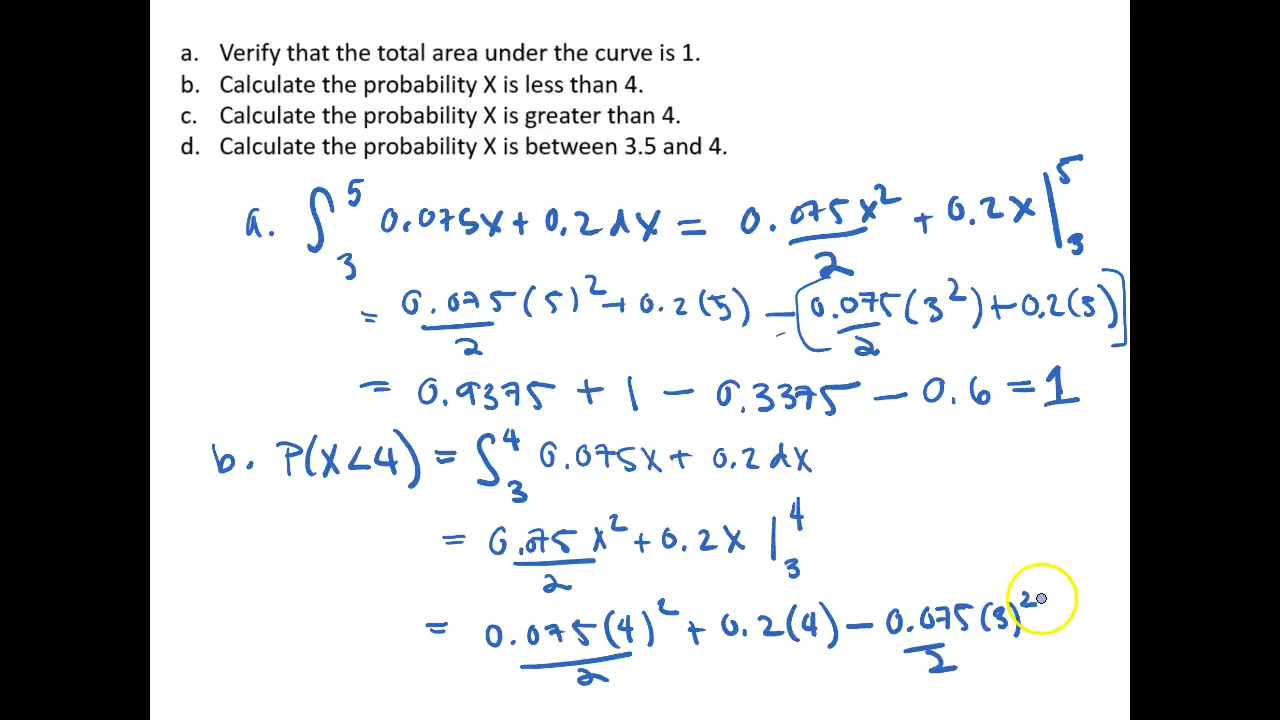 a. Verify that the total area under the curve is 1.
b. Calculate the probability X is less than 4.
c. Calculate the probability X is greater than 4.
d. Calculate the probability X is between 3.5 and 4.
a. ∫₃⁵ 0.075x + 0.2 dx = 0.075x²/2 + 0.2x |₃⁵
= 0.075/2 (5)² + 0.2(5) - [0.075/2 (3²) + 0.2(3)]
= 0.9375 + 1 - 0.3375 - 0.6 = 1
b. P(X<4) = ∫₃⁴ 0.075x + 0.2 dx
= 0.075x²/2 + 0.2x |₃⁴
= 0.075(4)²/2 + 0.2(4) - 0.075/2 (3)²